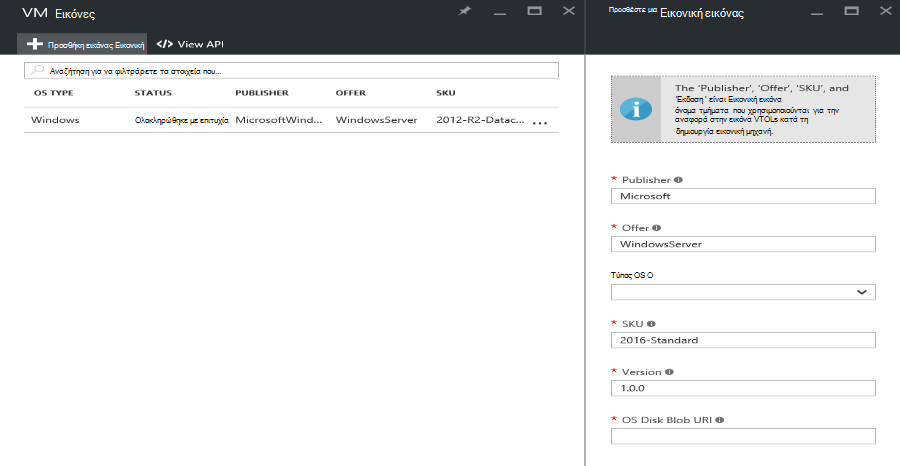 VM Εικόνες
Προσθήκη εικόνας Εικονική
</> View API
Αναζήτηση για να φιλτράρετε τα στοιχεία που...
OS TYPE STATUS PUBLISHER OFFER SKU
Windows Ολοκληρώθηκε με επιτυχία MicrosoftWind... WindowsServer 2012-R2-Datac... ...
Προσθέστε μια Εικονική εικόνας
The 'Publisher', 'Offer', 'SKU', and
'Έκδοση' είναι Εικονική εικόνα
όνομα τμήματα που χρησιμοποιούνται για την
αναφορά στην εικόνα VTOLs κατά τη
δημιουργία εικονική μηχανή.
* Publisher
Microsoft
* Offer
WindowsServer
Τύπος OS O
* SKU
2016-Standard
* Version
1.0.0
* OS Disk Blob URI